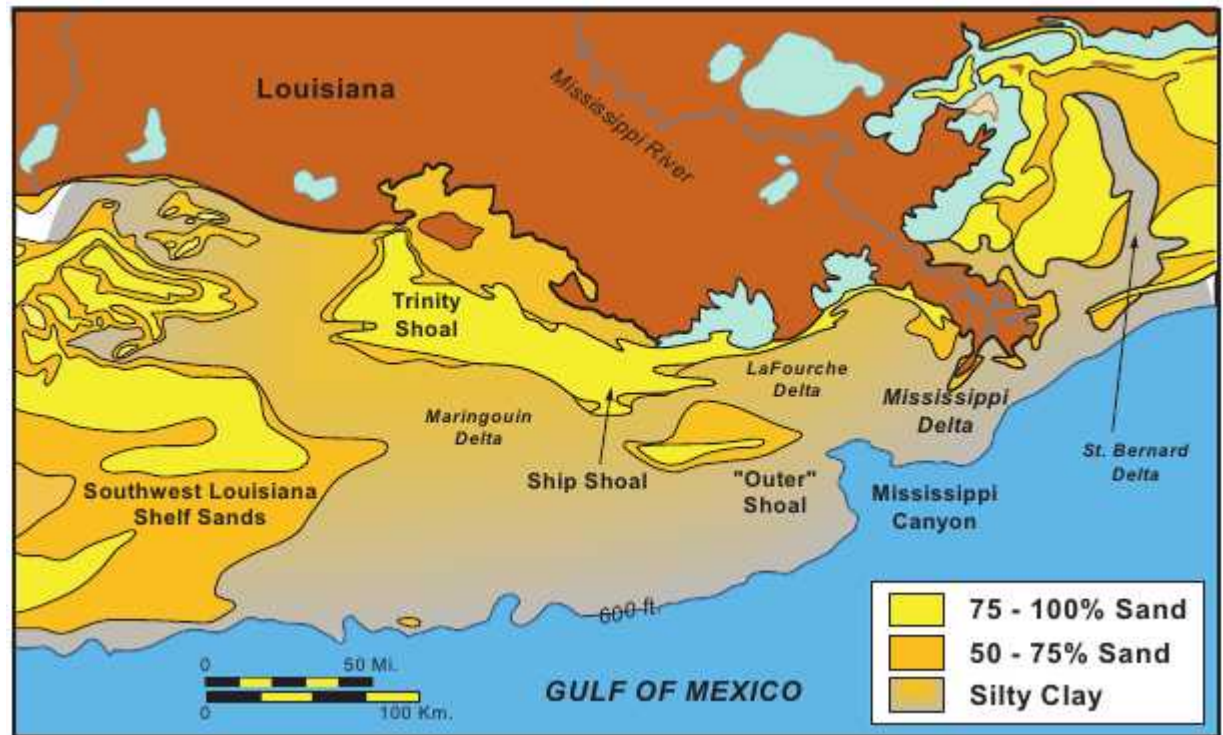 Louisiana
Mississippi River
Trinity
Shoal
LaFourche
Delta
Maringouin
Delta
Mississippi
Delta
St. Bernard
Delta
Ship Shoal
"Outer"
Shoal
Southwest Louisiana
Shelf Sands
Mississippi
Canyon
600 ft.
75 - 100% Sand
50 - 75% Sand
Silty Clay
0 50 Mi.
0 100 Km.
GULF OF MEXICO